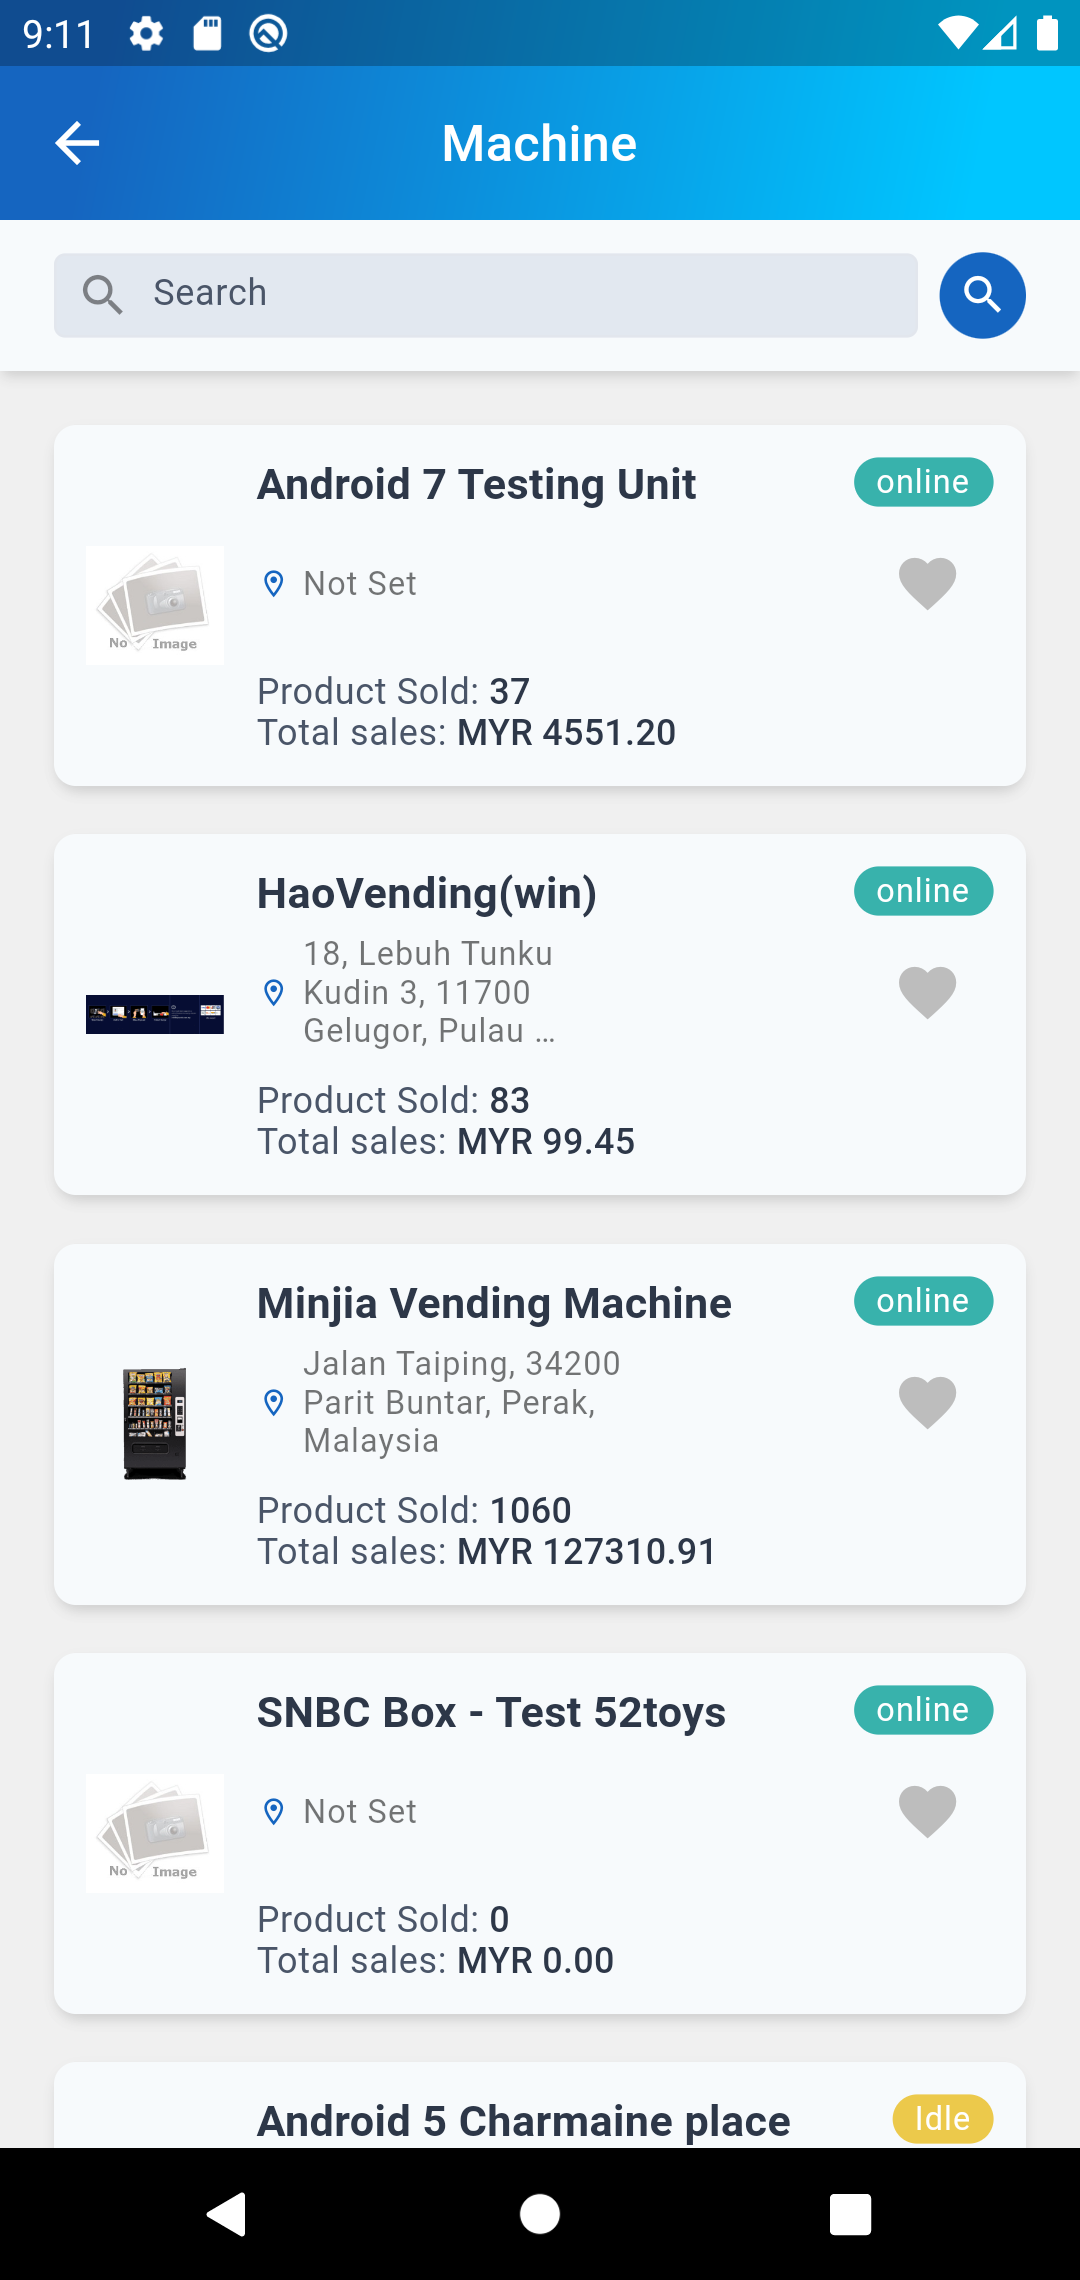 9:11
Machine
Search
Android 7 Testing Unit
online
No Image
Not Set
Product Sold: 37
Total sales: MYR 4551.20
HaoVending(win)
online
18, Lebuh Tunku
Kudin 3, 11700
Gelugor, Pulau ...
Product Sold: 83
Total sales: MYR 99.45
Minjia Vending Machine
online
Jalan Taiping, 34200
Parit Buntar, Perak,
Malaysia
Product Sold: 1060
Total sales: MYR 127310.91
SNBC Box - Test 52toys
online
No Image
Not Set
Product Sold: 0
Total sales: MYR 0.00
Android 5 Charmaine place
Idle